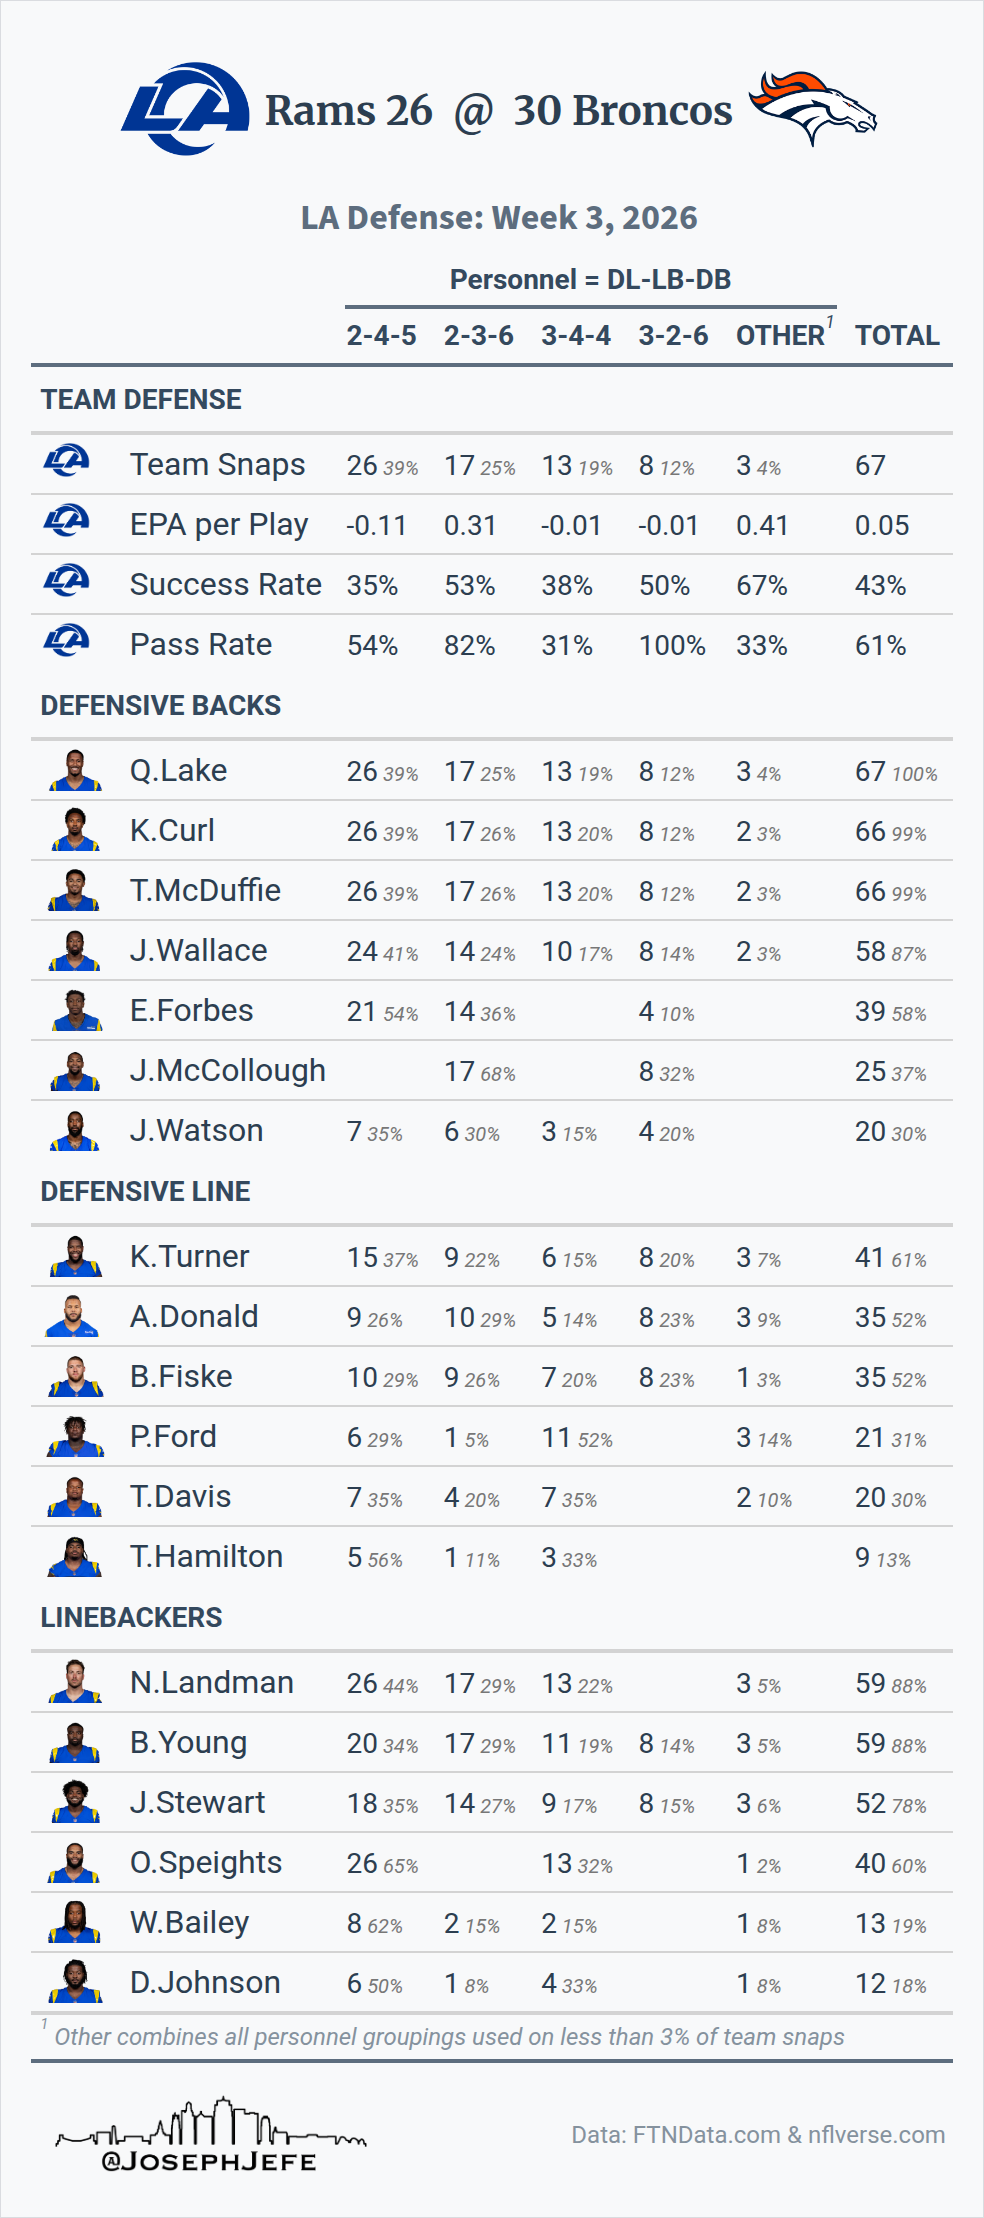 LA Rams 26 @ 30 Broncos
LA Defense: Week 3, 2026
Personnel = DL-LB-DB
2-4-5 2-3-6 3-4-4 3-2-6 OTHER1 TOTAL
TEAM DEFENSE
LA Team Snaps 26 39% 17 25% 13 19% 8 12% 3 4% 67
LA EPA per Play -0.11 0.31 -0.01 -0.01 0.41 0.05
LA Success Rate 35% 53% 38% 50% 67% 43%
LA Pass Rate 54% 82% 31% 100% 33% 61%
DEFENSIVE BACKS
Q.Lake 26 39% 17 25% 13 19% 8 12% 3 4% 67 100%
K.Curl 26 39% 17 26% 13 20% 8 12% 2 3% 66 99%
T.McDuffie 26 39% 17 26% 13 20% 8 12% 2 3% 66 99%
J.Wallace 24 41% 14 24% 10 17% 8 14% 2 3% 58 87%
E.Forbes 21 54% 14 36% 4 10% 39 58%
J.McCollough 17 68% 8 32% 25 37%
J.Watson 7 35% 6 30% 3 15% 4 20% 20 30%
DEFENSIVE LINE
K.Turner 15 37% 9 22% 6 15% 8 20% 3 7% 41 61%
A.Donald 9 26% 10 29% 5 14% 8 23% 3 9% 35 52%
B.Fiske 10 29% 9 26% 7 20% 8 23% 1 3% 35 52%
P.Ford 6 29% 1 5% 11 52% 3 14% 21 31%
T.Davis 7 35% 4 20% 7 35% 2 10% 20 30%
T.Hamilton 5 56% 1 11% 3 33% 9 13%
LINEBACKERS
N.Landman 26 44% 17 29% 13 22% 3 5% 59 88%
B.Young 20 34% 17 29% 11 19% 8 14% 3 5% 59 88%
J.Stewart 18 35% 14 27% 9 17% 8 15% 3 6% 52 78%
O.Speights 26 65% 13 32% 1 2% 40 60%
W.Bailey 8 62% 2 15% 2 15% 1 8% 13 19%
D.Johnson 6 50% 1 8% 4 33% 1 8% 12 18%
1 Other combines all personnel groupings used on less than 3% of team snaps
@JOSEPHJEFE
Data: FTNData.com & nflverse.com